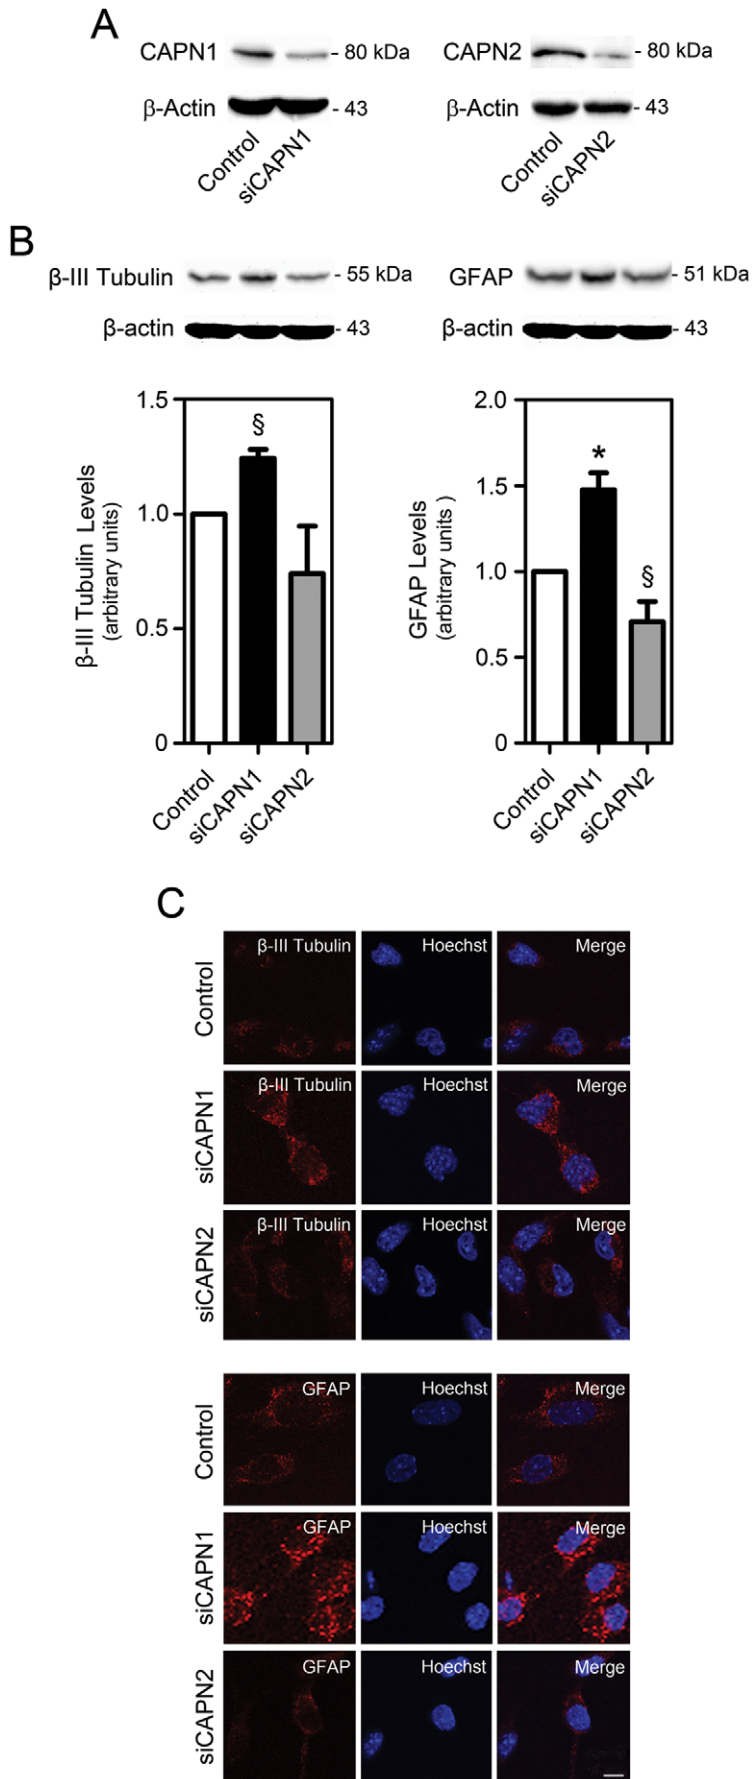 A
CAPN1 - 80 kDa
β-Actin - 43
Control
siCAPN1
CAPN2 - 80 kDa
β-Actin - 43
Control
siCAPN2
B
β-III Tubulin - 55 kDa
β-actin - 43
GFAP - 51 kDa
β-actin - 43
β-III Tubulin Levels
(arbitrary units)
1.5
1.0
0.5
0
§
Control
siCAPN1
siCAPN2
GFAP Levels
(arbitrary units )
2.0
1.5
1.0
0.5
0
*
§
Control
siCAPN1
siCAPN2
C
Control
β-III Tubulin
Hoechst
Merge
siCAPN1
β-III Tubulin
Hoechst
Merge
siCAPN2
β-III Tubulin
Hoechst
Merge
Control
GFAP
Hoechst
Merge
siCAPN1
GFAP
Hoechst
Merge
siCAPN2
GFAP
Hoechst
Merge